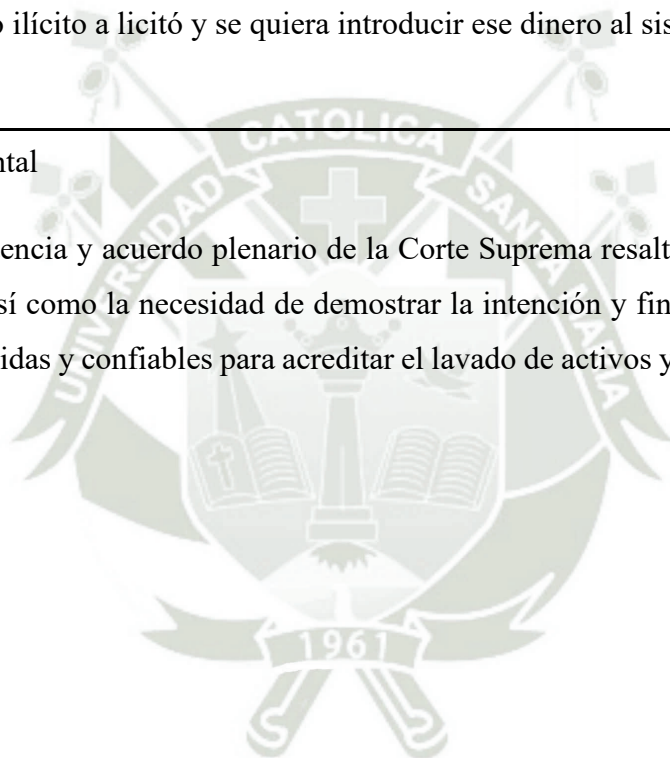 o ilícito a licitó y se quiera introducir ese dinero al sis
ntal
encia y acuerdo plenario de la Corte Suprema resalt
sí como la necesidad de demostrar la intención y fin
idas y confiables para acreditar el lavado de activos y
UNIVERSIDAD CATOLICA SANTA MARIA
1961